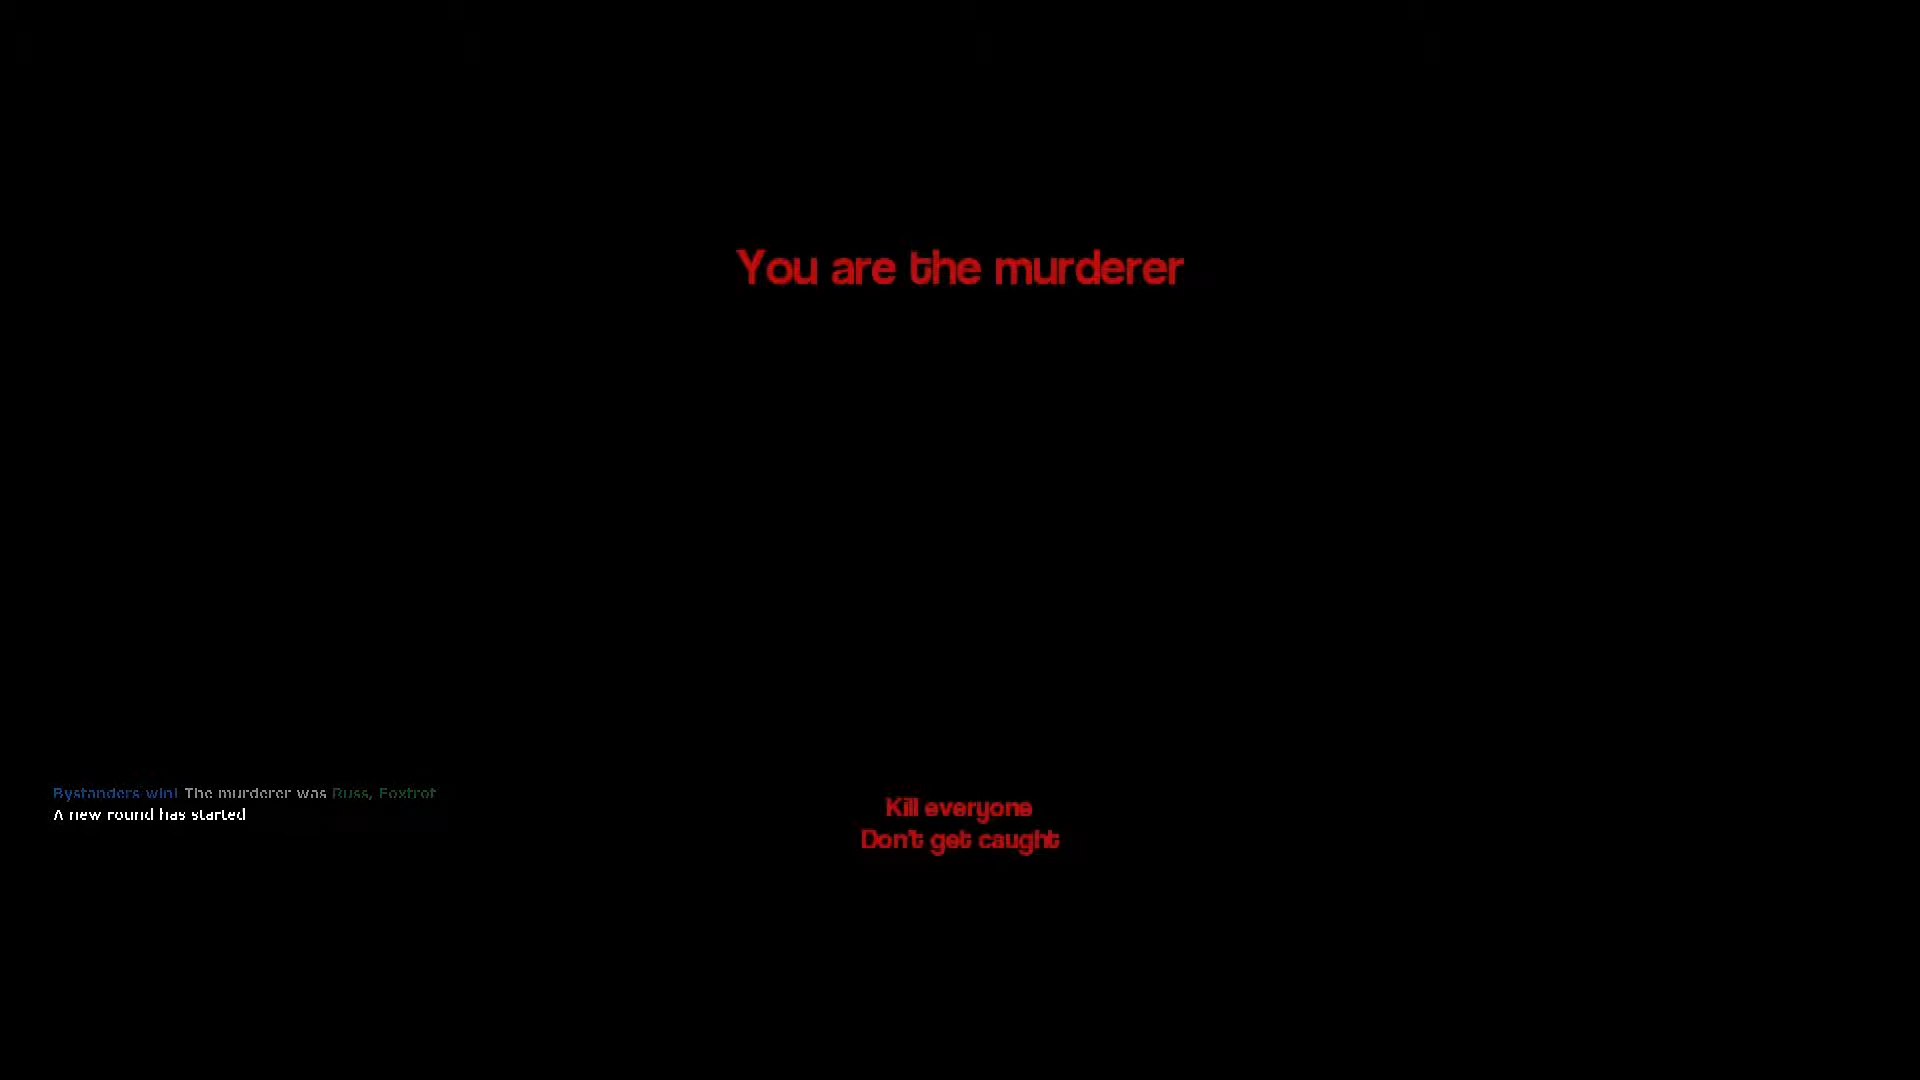 You are the murderer
Bystanders win! The murderer was Russ, Foxtrot
A new round has started
Kill everyone
Don't get caught